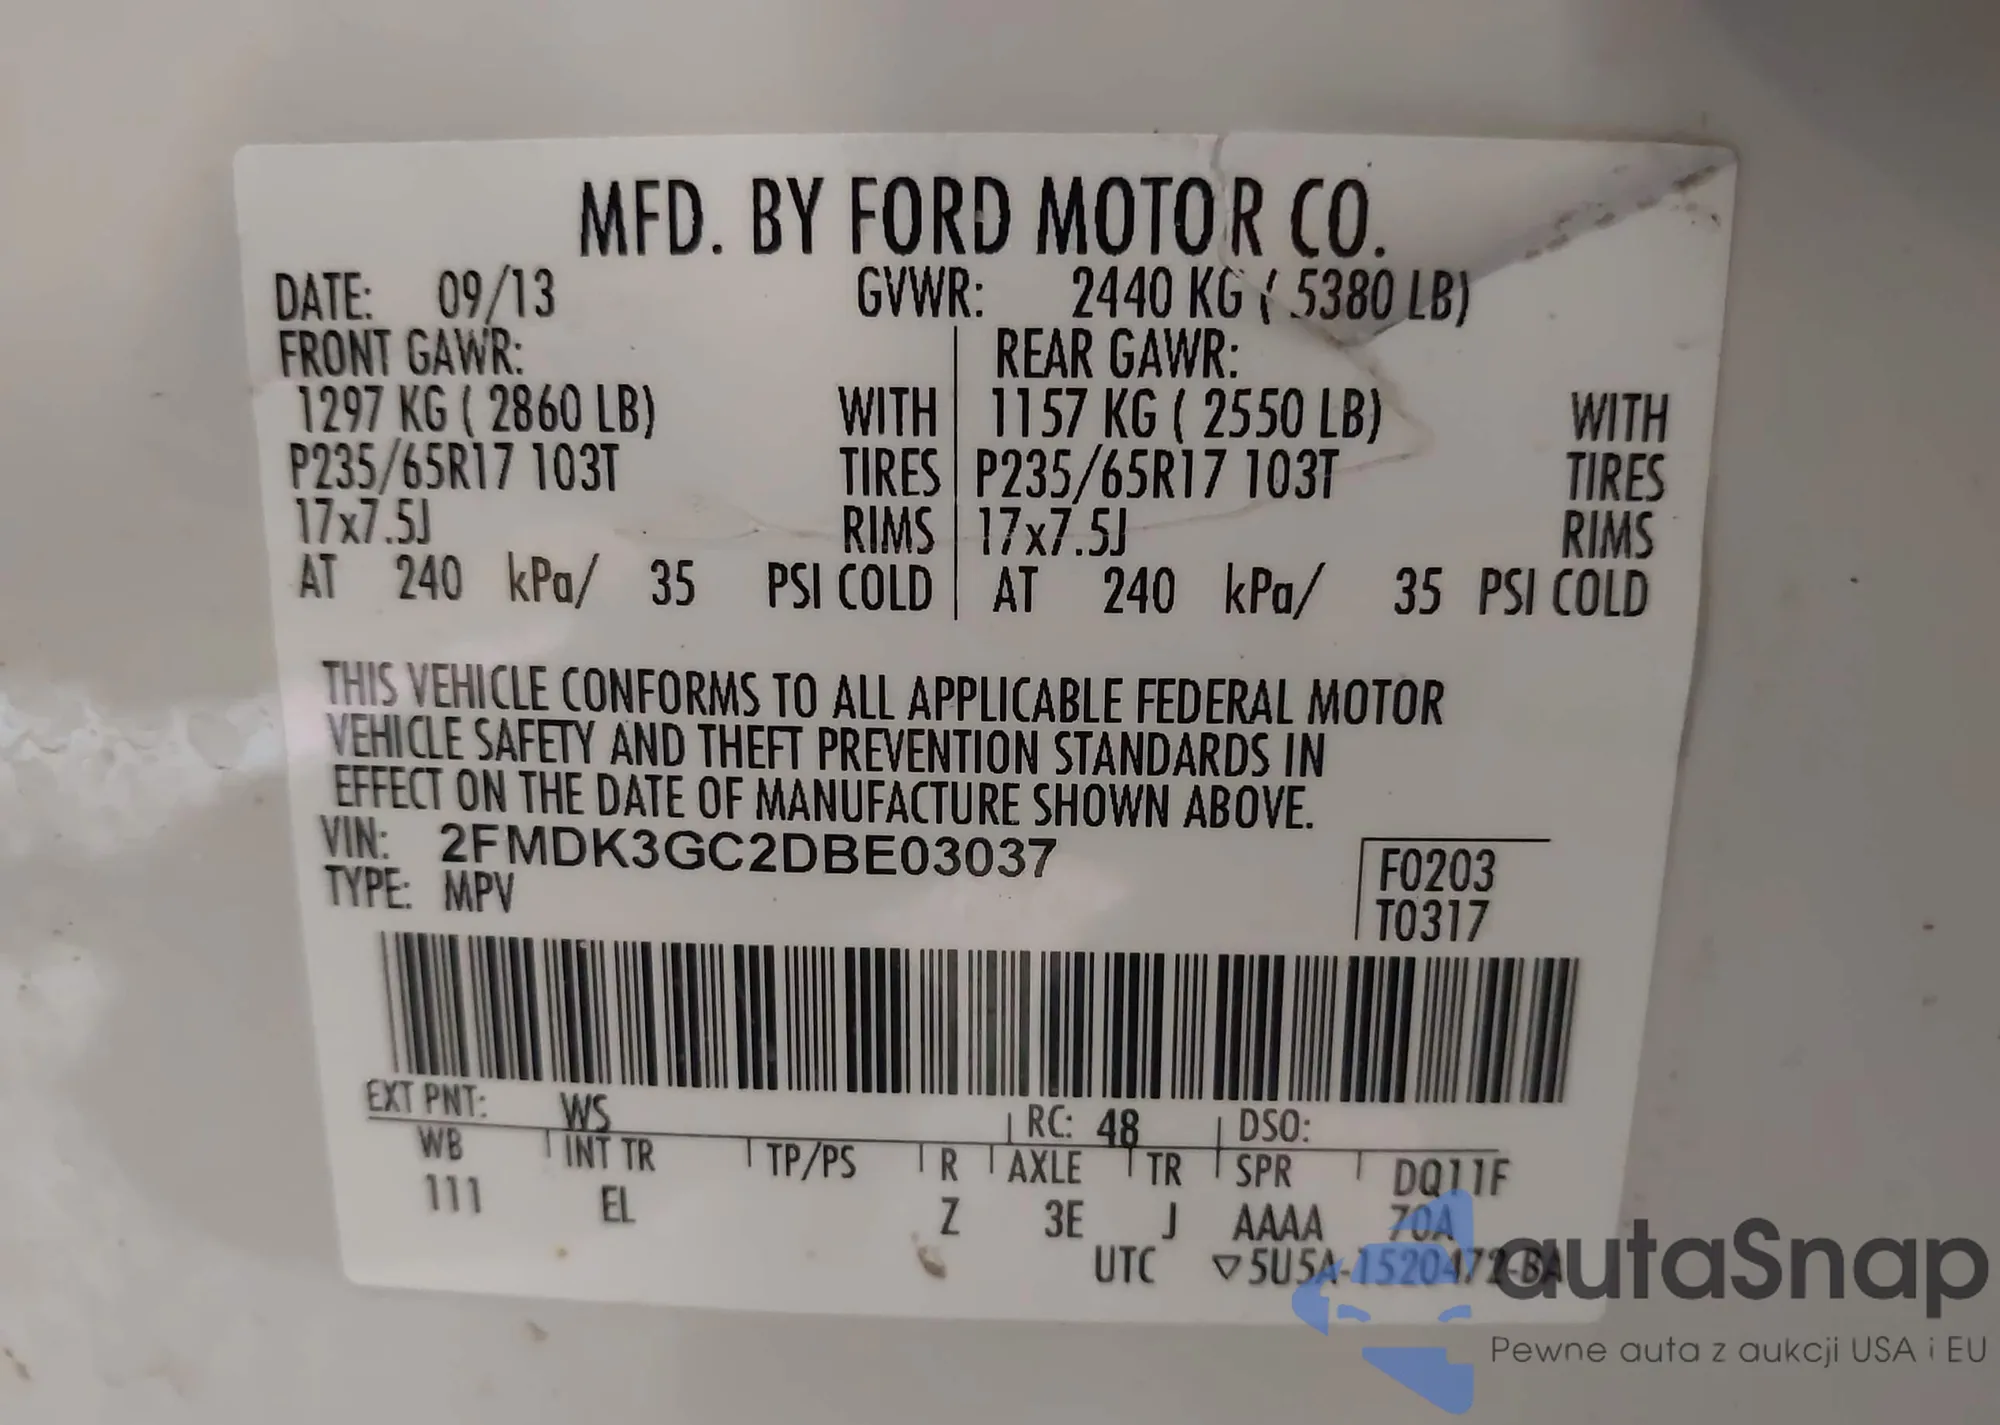 MFD. BY FORD MOTOR CO.
DATE: 09/13 GVWR: 2440 KG ( 5380 LB)
FRONT GAWR: REAR GAWR:
1297 KG ( 2860 LB) WITH 1157 KG ( 2550 LB) WITH
P235/65R17 103T TIRES P235/65R17 103T TIRES
17x7.5J RIMS 17x7.5J RIMS
AT 240 kPa/ 35 PSI COLD AT 240 kPa/ 35 PSI COLD
THIS VEHICLE CONFORMS TO ALL APPLICABLE FEDERAL MOTOR
VEHICLE SAFETY AND THEFT PREVENTION STANDARDS IN
EFFECT ON THE DATE OF MANUFACTURE SHOWN ABOVE.
VIN: 2FMDK3GC2DBE03037
TYPE: MPV
F0203
T0317
EXT PNT: WS RC: 48 DSO:
WB INT TR TP/PS R AXLE TR SPR DQ11F
111 EL Z 3E J AAAA 70A
UTC ▽5U5A-1520472-BA
autaSnap
Pewne auta z aukcji USA i EU